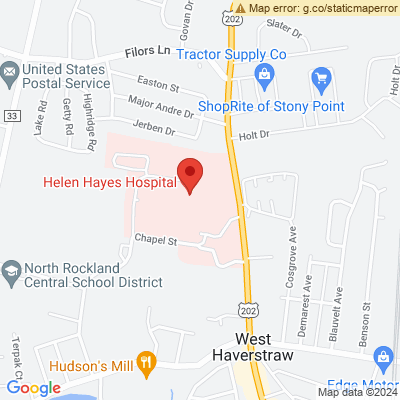 Map error: g.co/staticmaperror
Govan Dr
202
Slater Dr
Filors Ln
Tractor Supply Co
United States
Postal Service
Easton St
Holt Dr
Major Andre Dr
ShopRite of Stony Point
33
Lake Rd
Getty Rd
Highridge Rd
Jerben Dr
Holt Dr
Helen Hayes Hospital
Chapel St
North Rockland
Central School District
Cosgrove Ave
Demarest Ave
Blauvelt Ave
Benson St
202
West
Haverstraw
Terpak Ct
Hudson's Mill
Edge Motor
Google
Map data ©2024